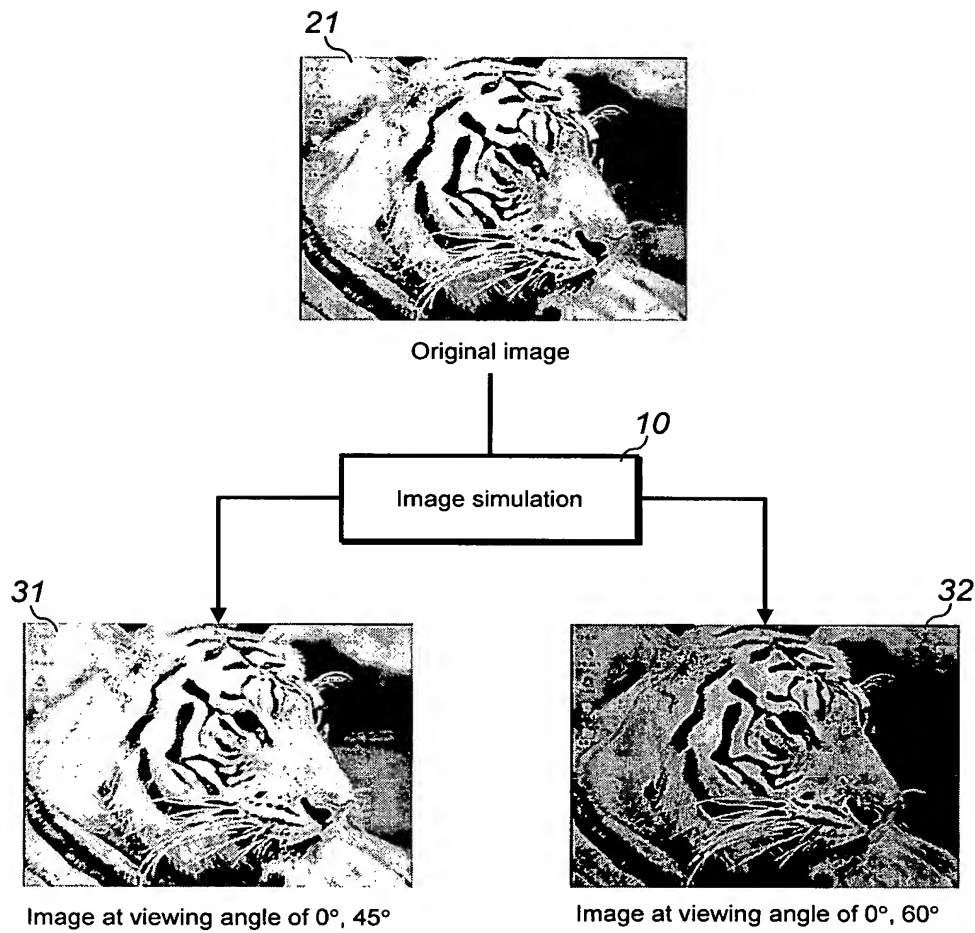 21
Original image
10
Image simulation
31
32
Image at viewing angle of 0°, 45°
Image at viewing angle of 0°, 60°